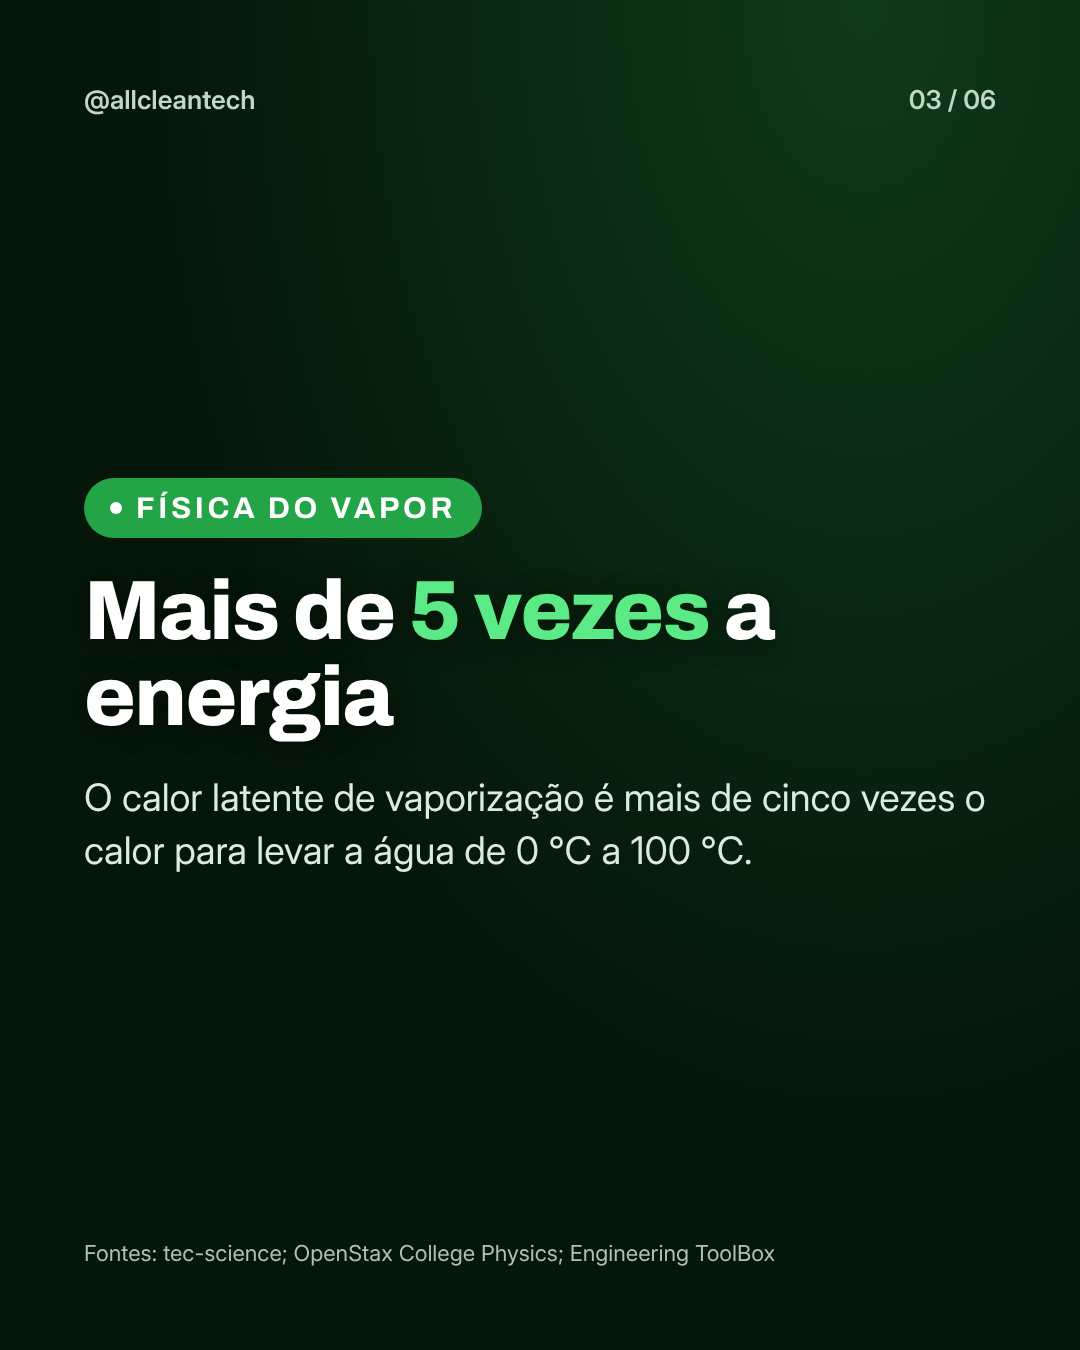 @allcleantech
03 / 06
• FÍSICA DO VAPOR
Mais de 5 vezes a
energia
O calor latente de vaporização é mais de cinco vezes o
calor para levar a água de 0 °C a 100 °C.
Fontes: tec-science; OpenStax College Physics; Engineering ToolBox